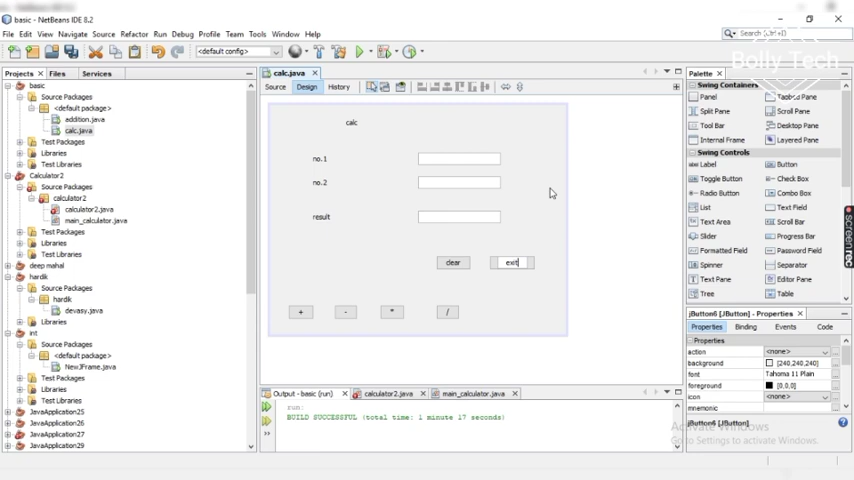 basic - NetBeans IDE 8.2
File Edit View Navigate Source Refactor Run Debug Profile Team Tools Window Help
Search (Ctrl+I)
<default config>
Bolly Tech
Projects Files Services
basic
Source Packages
<default package>
addition.java
calc.java
Test Packages
Libraries
Test Libraries
Calculator2
Source Packages
calculator2
calculator2.java
main_calculator.java
Test Packages
Libraries
Test Libraries
deep mahal
hardik
Source Packages
hardik
devasy.java
Libraries
int
Source Packages
<default package>
NewJFrame.java
Test Packages
Libraries
Test Libraries
JavaApplication25
JavaApplication26
JavaApplication27
JavaApplication29
calc.java
Source Design History
calc
no.1
no.2
result
clear exit
+ - * /
Output - basic (run) calculator2.java main_calculator.java
run:
BUILD SUCCESSFUL (total time: 1 minute 17 seconds)
Palette
Swing Containers
Panel Tabbed Pane
Split Pane Scroll Pane
Tool Bar Desktop Pane
Internal Frame Layered Pane
Swing Controls
Label Button
Toggle Button Check Box
Radio Button Combo Box
List Text Field
Text Area Scroll Bar
Slider Progress Bar
Formatted Field Password Field
Spinner Separator
Text Pane Editor Pane
Tree Table
jButton6 [JButton] - Properties
Properties Binding Events Code
Properties
action <none>
background [240,240,240]
font Tahoma 11 Plain
foreground [0,0,0]
icon <none>
mnemonic
jButton6 [JButton]
Activate Windows
Go to Settings to activate Windows.
screenrec